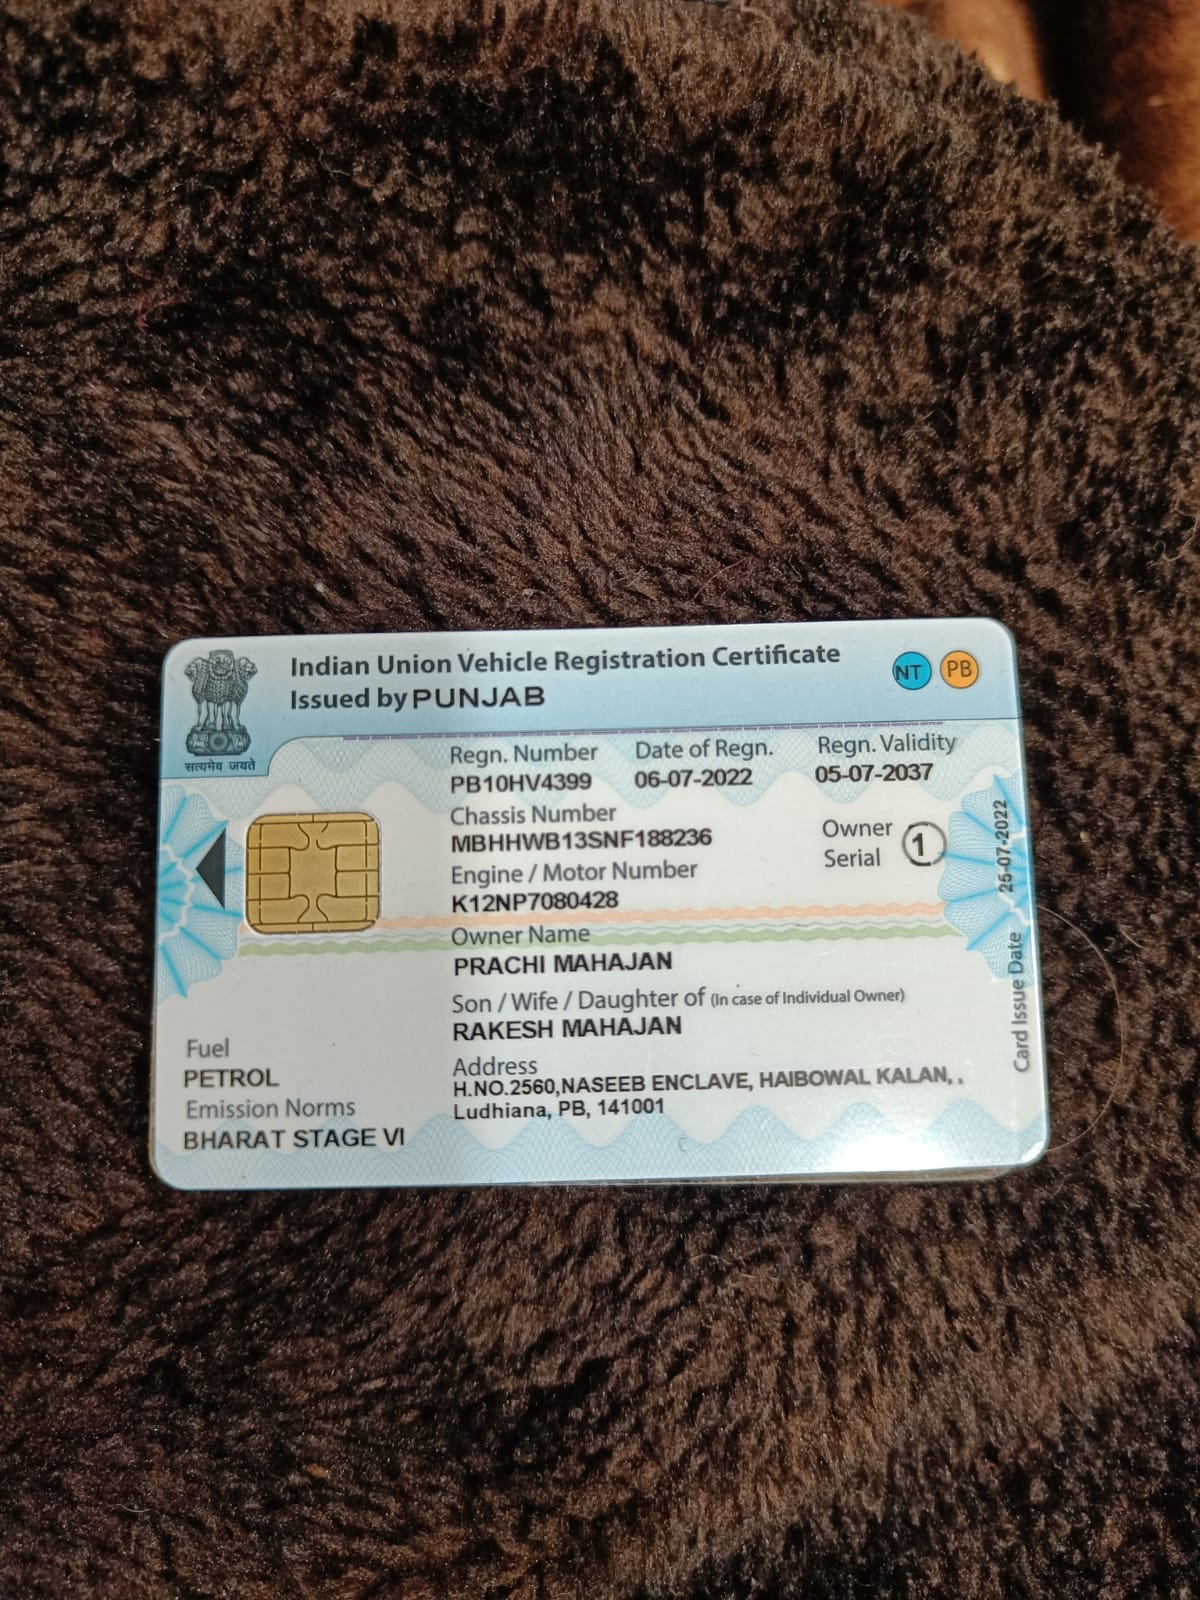 Indian Union Vehicle Registration Certificate
Issued by PUNJAB
NT PB
सत्यमेव जयते
Regn. Number Date of Regn. Regn. Validity
PB10HV4399 06-07-2022 05-07-2037
Chassis Number
MBHHWB13SNF188236
Owner Serial 1
Engine / Motor Number
K12NP7080428
Owner Name
PRACHI MAHAJAN
Son / Wife / Daughter of (In case of Individual Owner)
RAKESH MAHAJAN
Address
H.NO.2560,NASEEB ENCLAVE, HAIBOWAL KALAN, ,
Ludhiana, PB, 141001
Fuel
PETROL
Emission Norms
BHARAT STAGE VI
Card Issue Date 25-07-2022